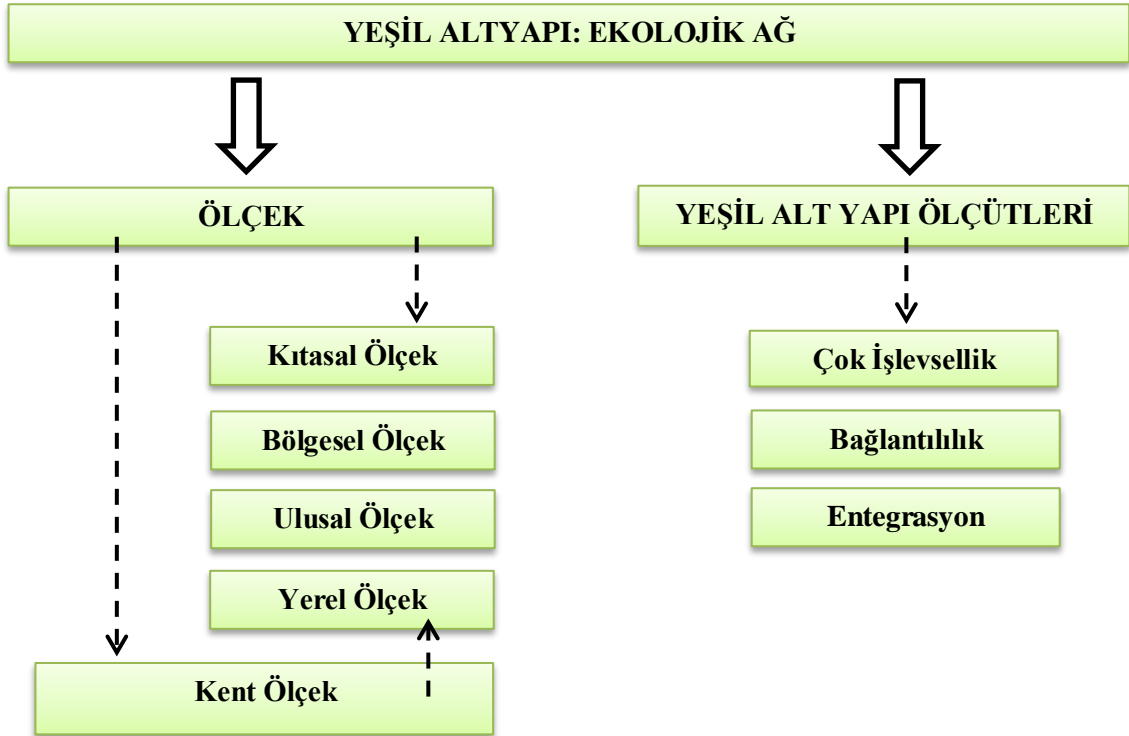 YEŞİL ALTYAPI: EKOLOJİK AĞ
ÖLÇEK
YEŞİL ALT YAPI ÖLÇÜTLERİ
Kıtasal Ölçek
Bölgesel Ölçek
Ulusal Ölçek
Yerel Ölçek
Kent Ölçek
Çok İşlevsellik
Bağlantılılık
Entegrasyon